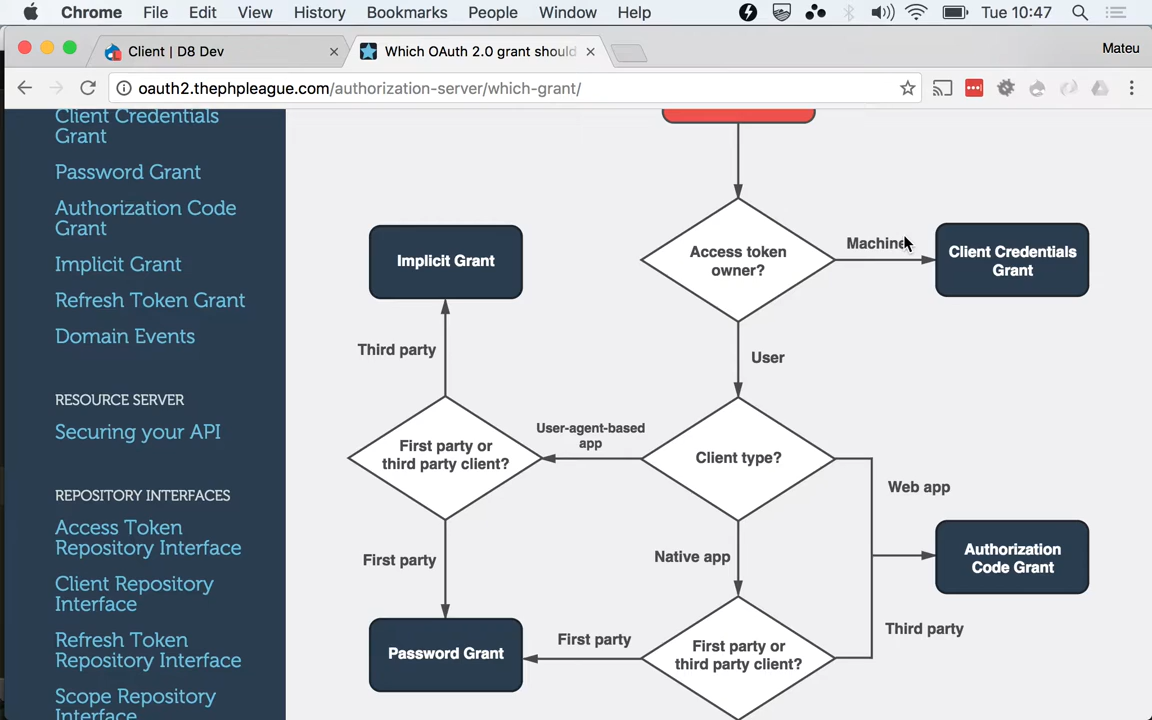 Chrome File Edit View History Bookmarks People Window Help Tue 10:47
Client | D8 Dev
Which OAuth 2.0 grant should
Mateu
oauth2.thephpleague.com/authorization-server/which-grant/
Client Credentials
Grant
Password Grant
Authorization Code
Grant
Implicit Grant
Refresh Token Grant
Domain Events
RESOURCE SERVER
Securing your API
REPOSITORY INTERFACES
Access Token
Repository Interface
Client Repository
Interface
Refresh Token
Repository Interface
Scope Repository
Interface
Access token
owner?
Machine
Client Credentials
Grant
Implicit Grant
Third party
User
User-agent-based
app
First party or
third party client?
Client type?
Web app
Authorization
Code Grant
First party
Native app
Third party
Password Grant
First party
First party or
third party client?